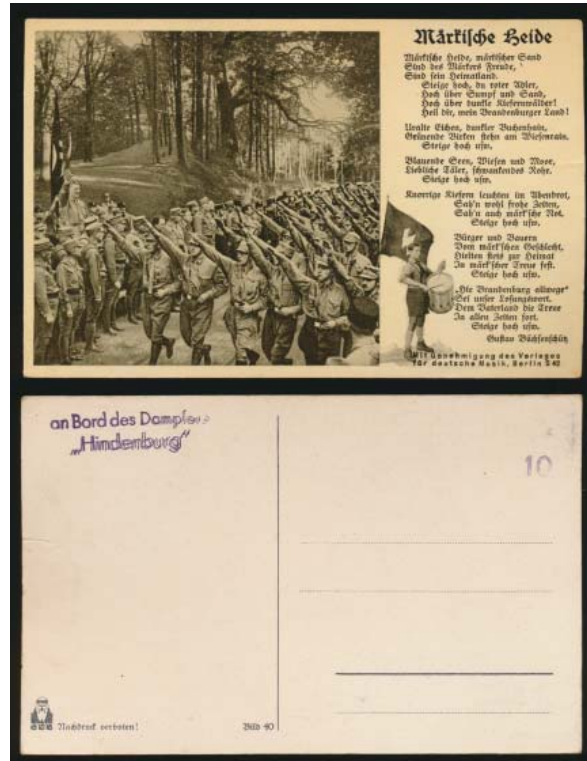 Märkische Heide
Märkische Heide, märkischer Sand
Sind des Märkers Freude,
Sind sein Heimatland.
Steige hoch, du roter Adler,
Hoch über Sumpf und Sand,
Hoch über dunkle Kiefernwälder!
Heil dir, mein Brandenburger Land!
Uralte Eichen, dunkler Buchenhain,
Grünende Birken stehn am Wiesenrain.
Steige hoch usw.
Blauende Seen, Wiesen und Moor,
Liebliche Täler, schwankendes Rohr.
Steige hoch usw.
Knorrige Kiefern leuchten im Abendrot,
Sah'n wohl frohe Zeiten,
Sah'n auch märk'sche Not.
Steige hoch usw.
Bürger und Bauern
Vom märk'schen Geschlecht,
Hielten stets zur Heimat
In märk'scher Treue fest.
Steige hoch usw.
„Hie Brandenburg allwege"
Sei unser Losungswort.
Dem Vaterland die Treue
In allen Zeiten fort.
Steige hoch usw.
Gustav Büchsenschütz
Mit Genehmigung des Verlages
für deutsche Musik, Berlin S 42
an Bord des Dampfers
„Hindenburg"
10
Nachdruck verboten!
Bild 40